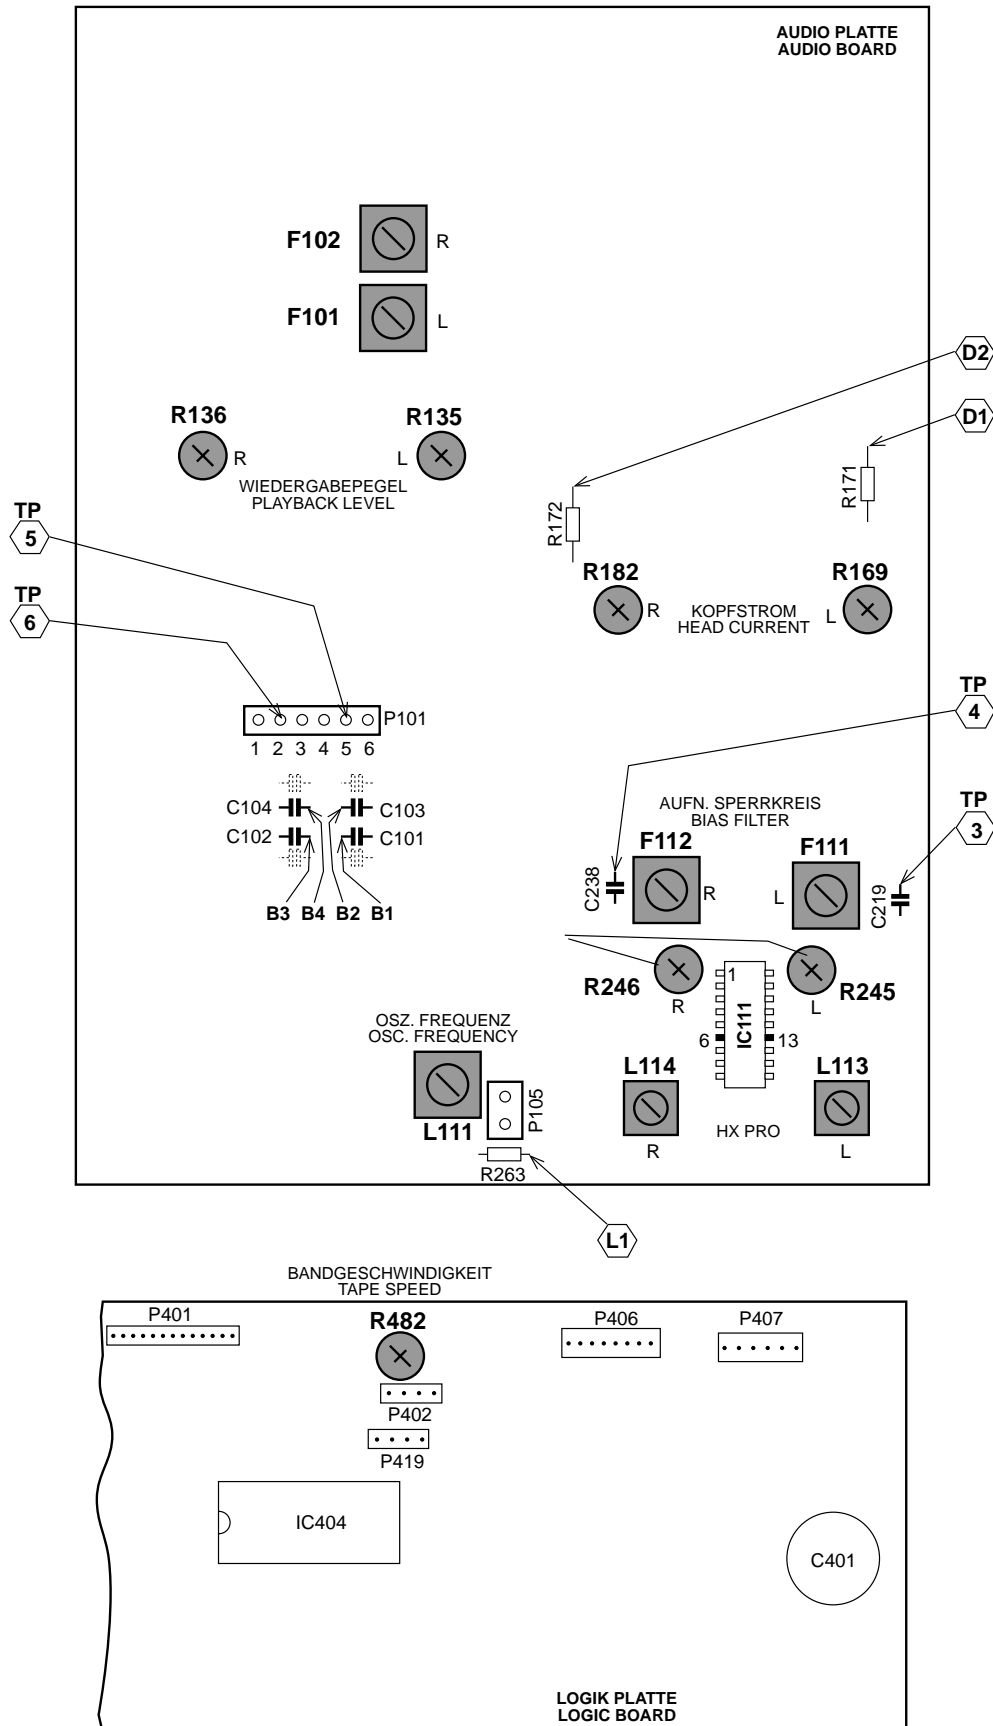 AUDIO PLATTE
AUDIO BOARD
F102 R
F101 L
D2
D1
R136 R
R135 L
WIEDERGABEPEGEL
PLAYBACK LEVEL
R172
R171
TP
5
TP
6
R182 R
R169 L
KOPFSTROM
HEAD CURRENT
TP
4
P101
1 2 3 4 5 6
C104 C103
C102 C101
B3 B4 B2 B1
AUFN. SPERRKREIS
BIAS FILTER
TP
3
F112 R
F111 L
C238
C219
R246 R
R245 L
1
IC111
6 13
OSZ. FREQUENZ
OSC. FREQUENCY
L111
P105
R263
L114 R
L113 L
HX PRO
L1
BANDGESCHWINDIGKEIT
TAPE SPEED
P401
R482
P406
P407
P402
P419
IC404
C401
LOGIK PLATTE
LOGIC BOARD